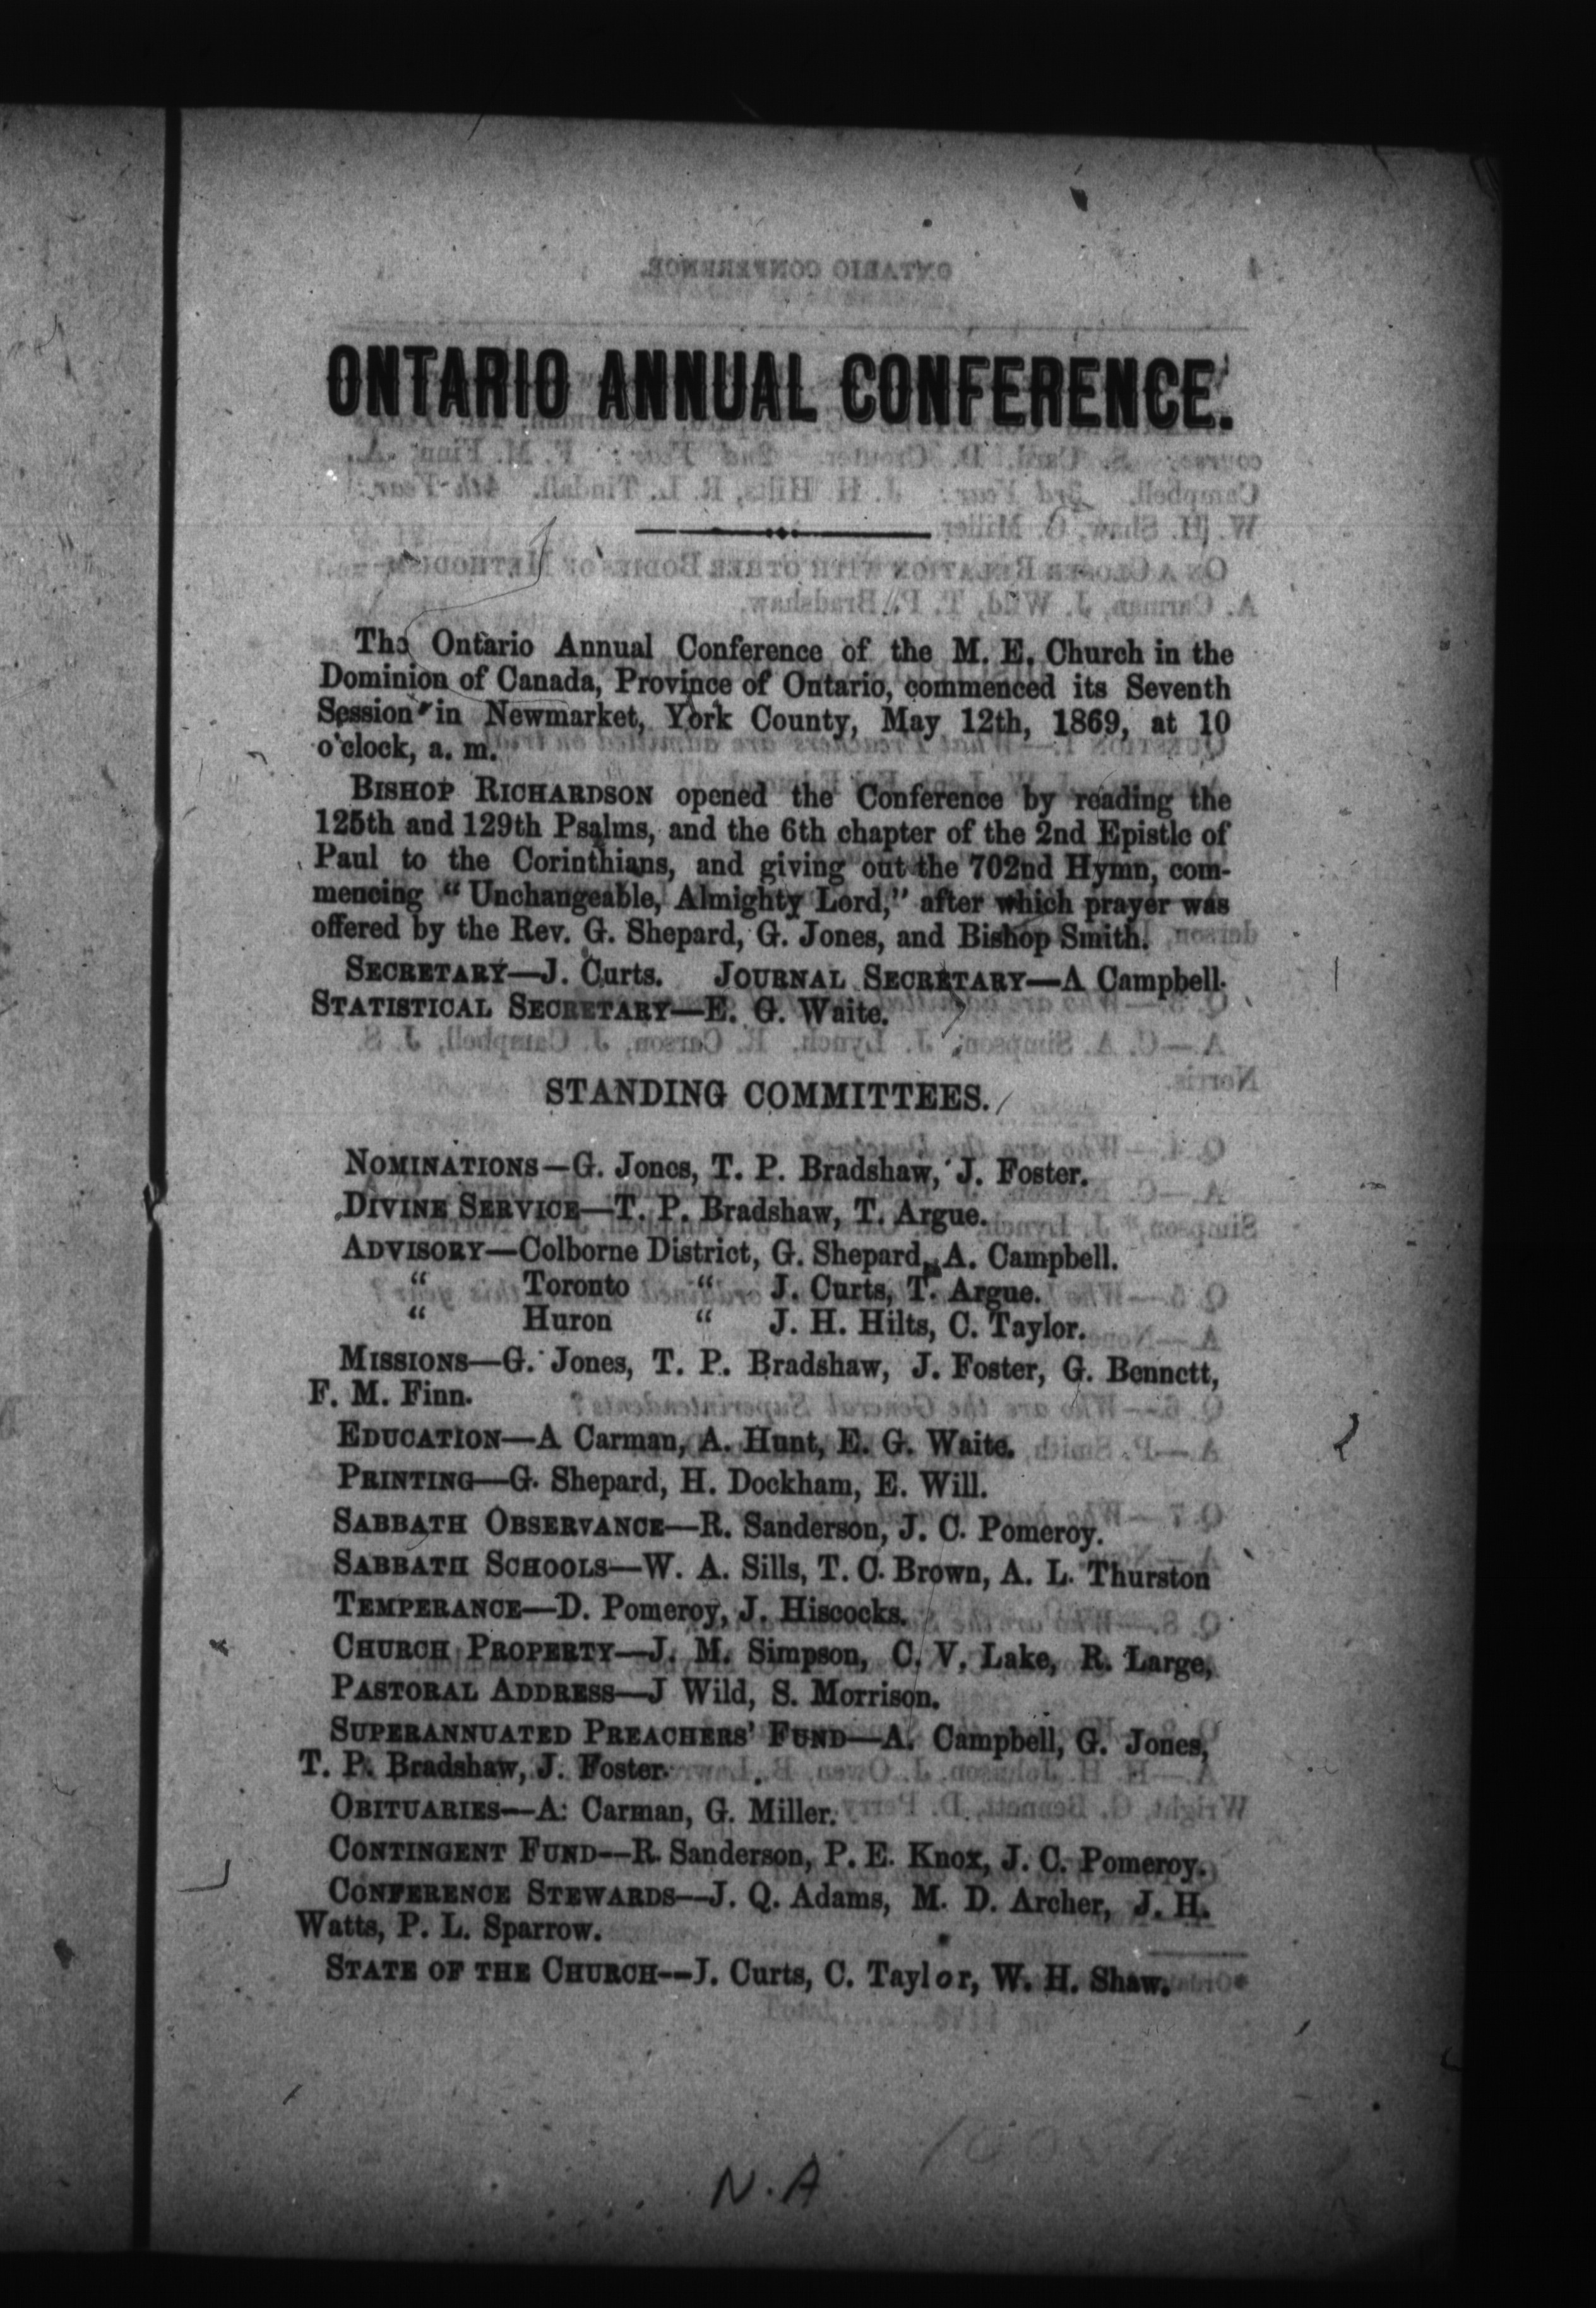 ONTARIO ANNUAL CONFERENCE.
The Ontario Annual Conference of the M. E. Church in the
Dominion of Canada, Province of Ontario, commenced its Seventh
Session in Newmarket, York County, May 12th, 1869, at 10
o'clock, a. m.
BISHOP RICHARDSON opened the Conference by reading the
125th and 129th Psalms, and the 6th chapter of the 2nd Epistle of
Paul to the Corinthians, and giving out the 702nd Hymn, com-
mencing "Unchangeable, Almighty Lord," after which prayer was
offered by the Rev. G. Shepard, G. Jones, and Bishop Smith.
SECRETARY—J. Curts. JOURNAL SECRETARY—A Campbell.
STATISTICAL SECRETARY—E. G. Waite.
STANDING COMMITTEES.
NOMINATIONS—G. Jones, T. P. Bradshaw, J. Foster.
DIVINE SERVICE—T. P. Bradshaw, T. Argue.
ADVISORY—Colborne District, G. Shepard, A. Campbell.
" Toronto " J. Curts, T. Argue.
" Huron " J. H. Hilts, C. Taylor.
MISSIONS—G. Jones, T. P. Bradshaw, J. Foster, G. Bennett,
F. M. Finn.
EDUCATION—A Carman, A. Hunt, E. G. Waite.
PRINTING—G. Shepard, H. Dockham, E. Will.
SABBATH OBSERVANCE—R. Sanderson, J. C. Pomeroy.
SABBATH SCHOOLS—W. A. Sills, T. C. Brown, A. L. Thurston
TEMPERANCE—D. Pomeroy, J. Hiscocks.
CHURCH PROPERTY—J. M. Simpson, C. V. Lake, R. Large,
PASTORAL ADDRESS—J Wild, S. Morrison.
SUPERANNUATED PREACHERS' FUND—A. Campbell, G. Jones,
T. P. Bradshaw, J. Foster.
OBITUARIES—A. Carman, G. Miller.
CONTINGENT FUND—R. Sanderson, P. E. Knox, J. C. Pomeroy.
CONFERENCE STEWARDS—J. Q. Adams, M. D. Archer, J. H.
Watts, P. L. Sparrow.
STATE OF THE CHURCH—J. Curts, C. Taylor, W. H. Shaw.
N.A